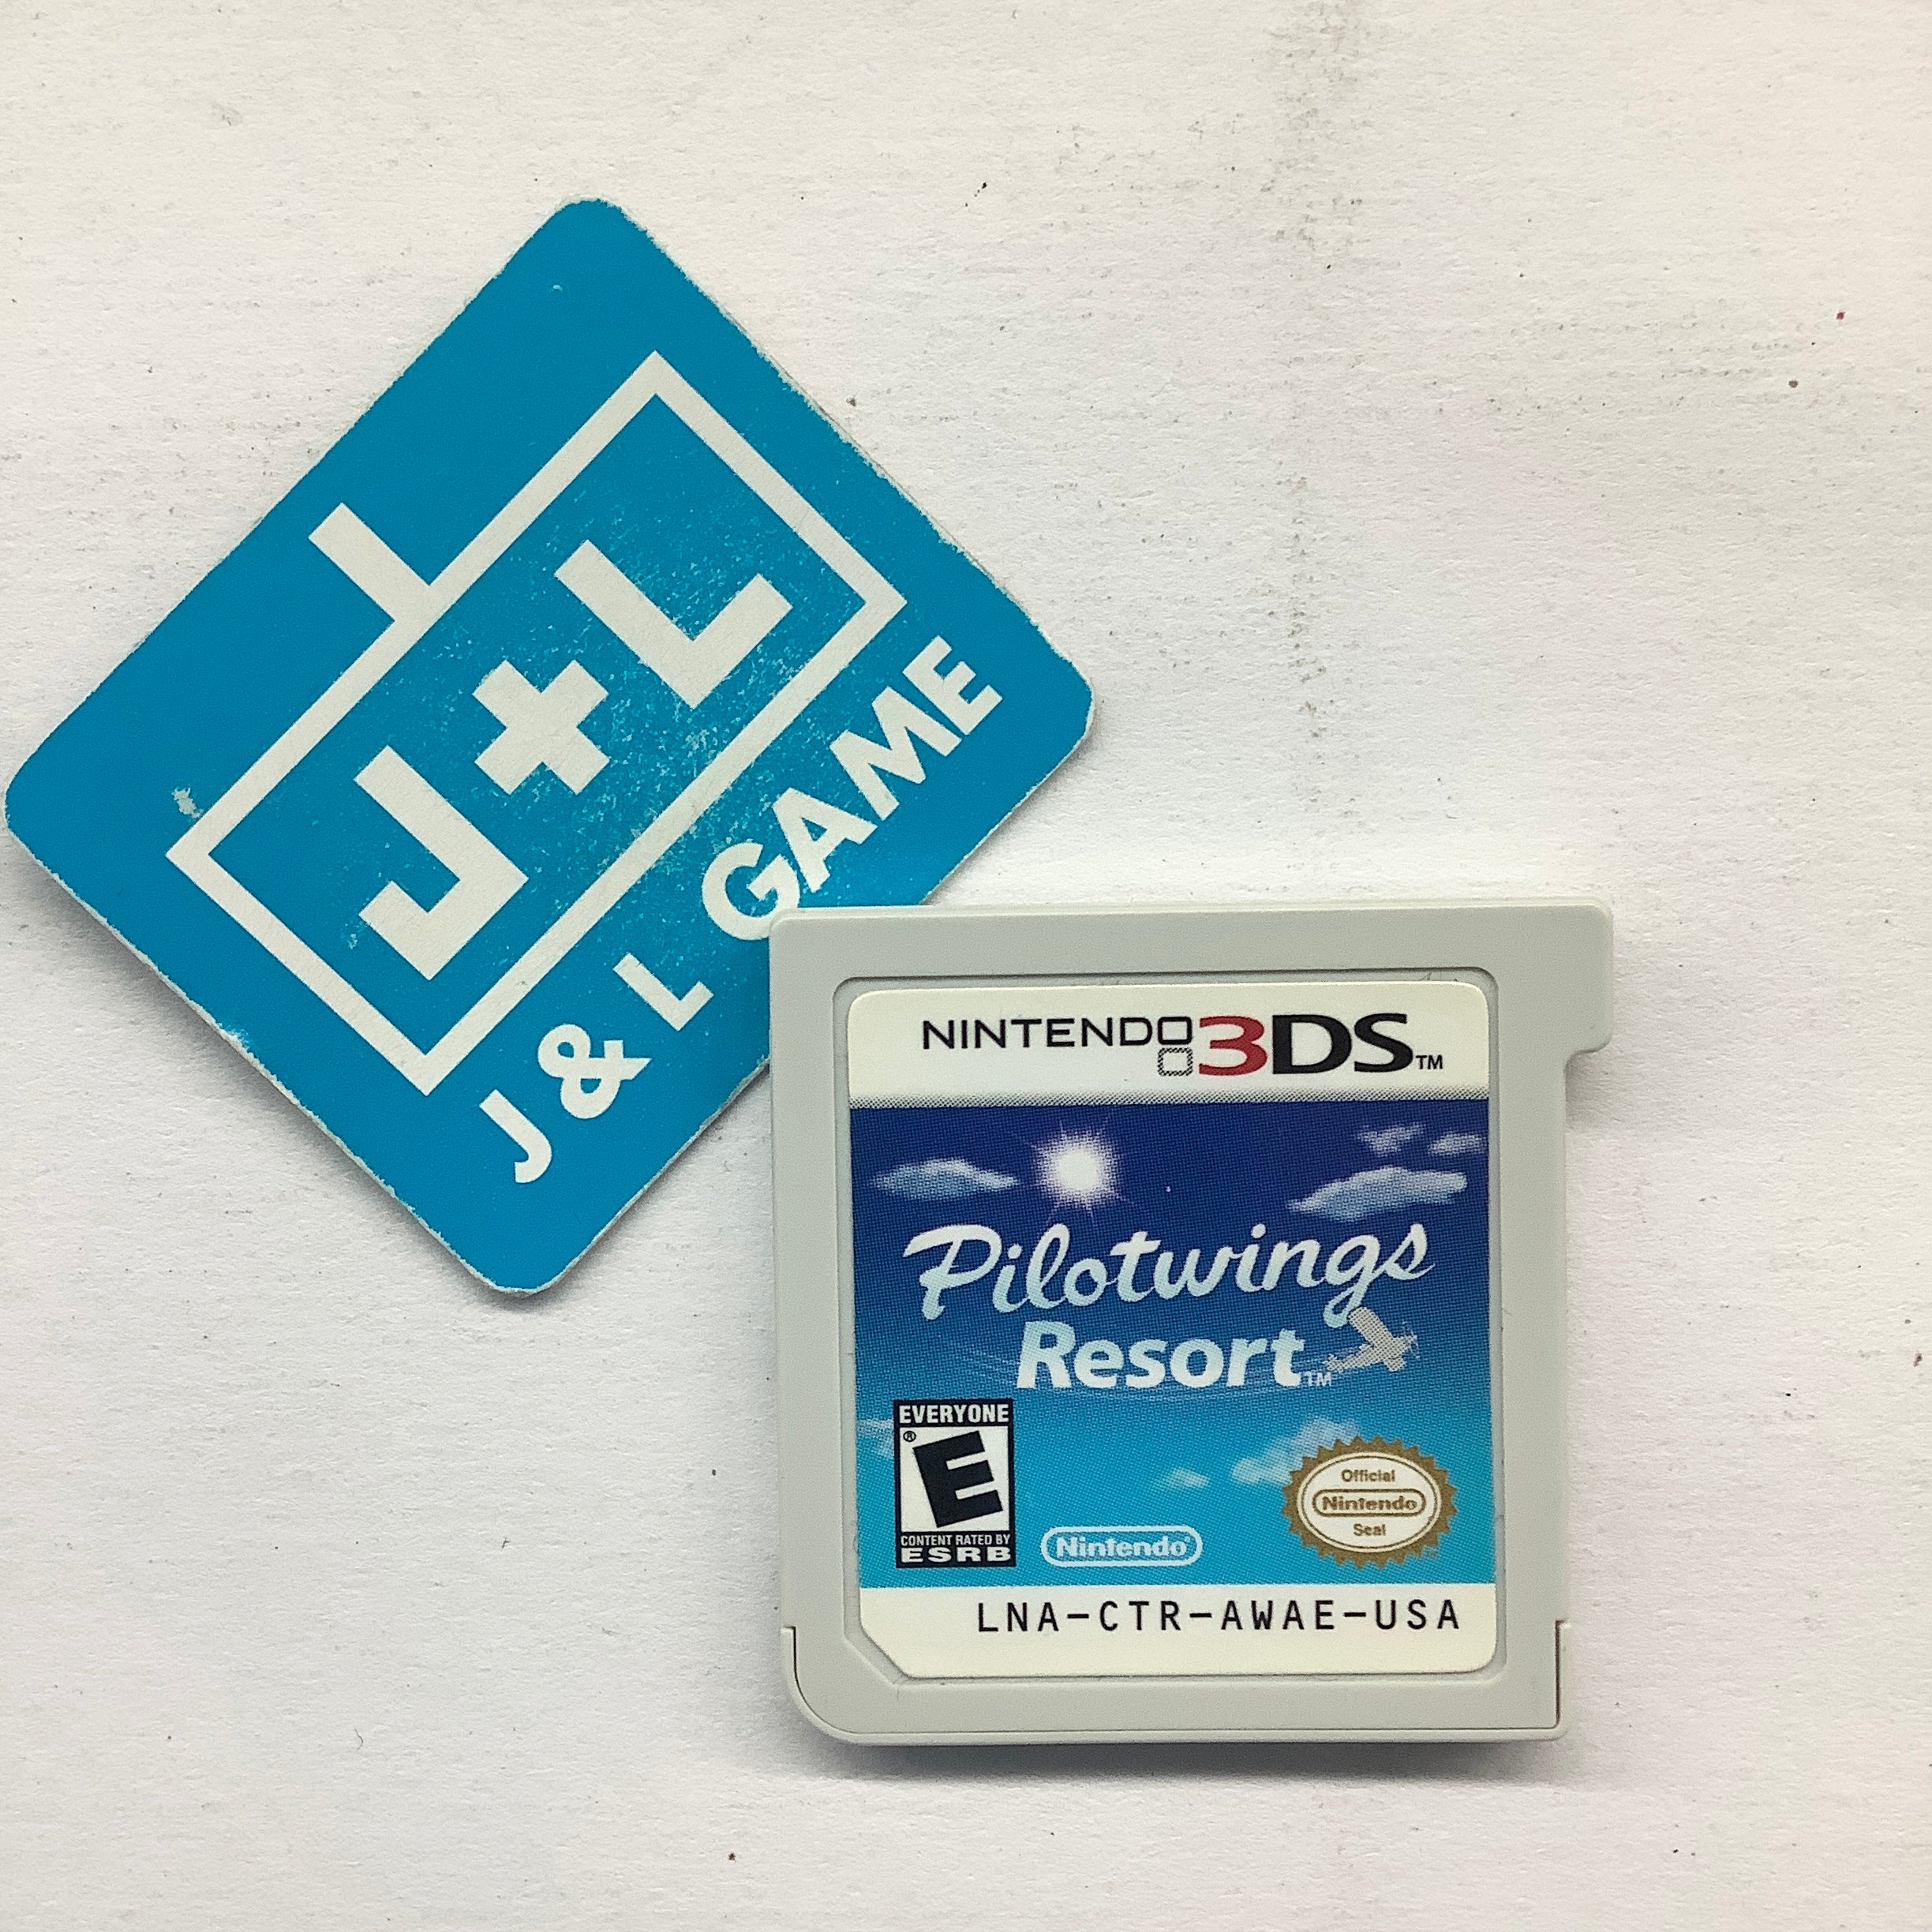 J+L
J & L GAME
NINTENDO 3DS™
Pilotwings
Resort™
EVERYONE
E®
CONTENT RATED BY
ESRB
Nintendo®
Official
Nintendo
Seal
LNA-CTR-AWAE-USA